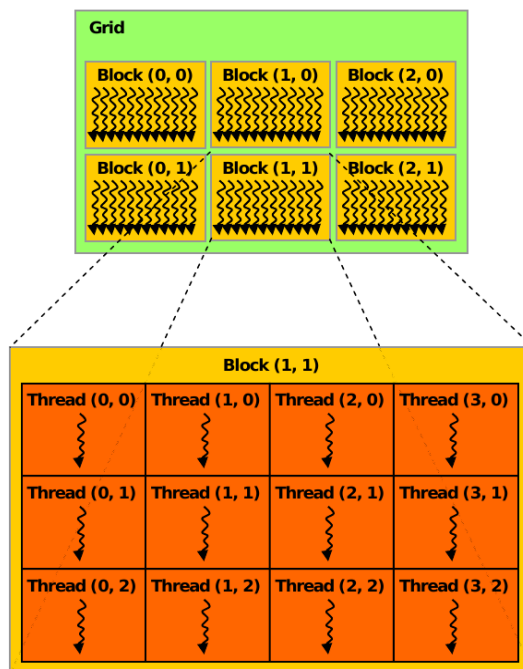 Grid
Block (0, 0) Block (1, 0) Block (2, 0)
Block (0, 1) Block (1, 1) Block (2, 1)
Block (1, 1)
Thread (0, 0) Thread (1, 0) Thread (2, 0) Thread (3, 0)
Thread (0, 1) Thread (1, 1) Thread (2, 1) Thread (3, 1)
Thread (0, 2) Thread (1, 2) Thread (2, 2) Thread (3, 2)